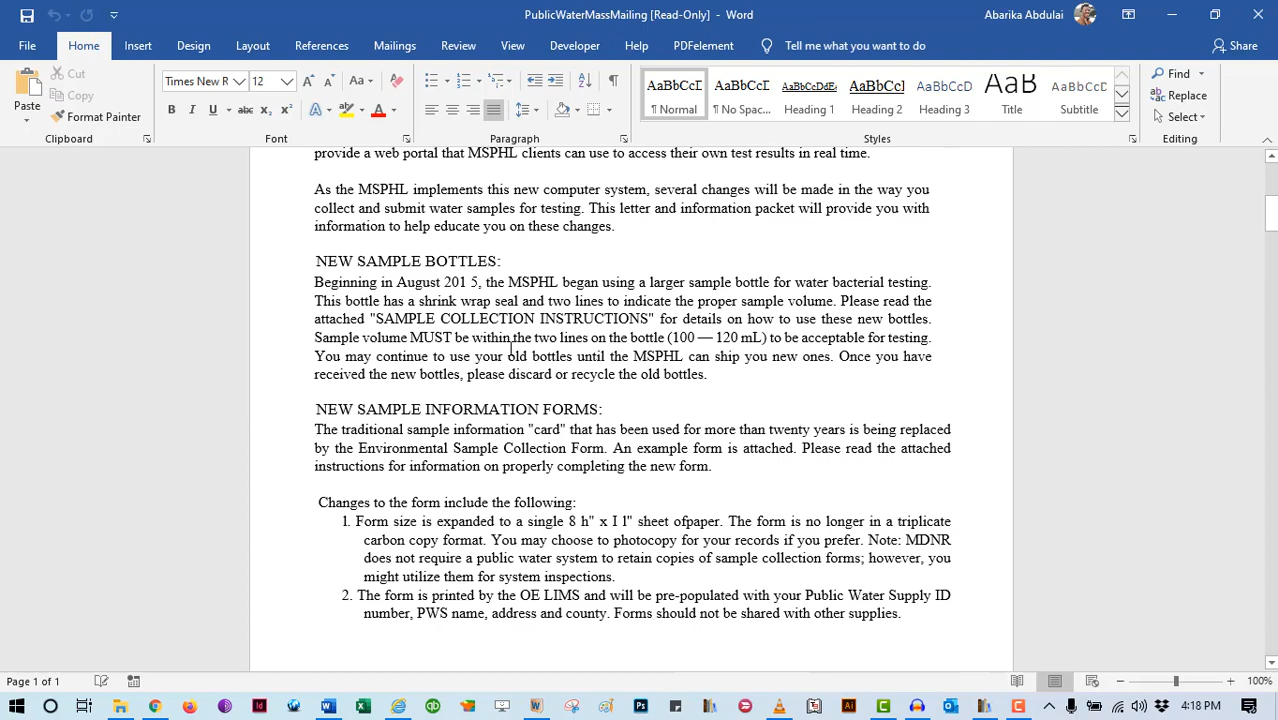 PublicWaterMassMailing [Read-Only] - Word
Abarika Abdulai
File Home Insert Design Layout References Mailings Review View Developer Help PDFelement Tell me what you want to do Share
Paste
Cut
Copy
Format Painter
Clipboard
Times New R 12
Font
Paragraph
AaBbCcI AaBbCcI AaBbCcDdEe AaBbCcI AaBbCcD AaB AaBbCcD
¶ Normal ¶ No Spac... Heading 1 Heading 2 Heading 3 Title Subtitle
Styles
Find
Replace
Select
Editing
provide a web portal that MSPHL clients can use to access their own test results in real time.
As the MSPHL implements this new computer system, several changes will be made in the way you
collect and submit water samples for testing. This letter and information packet will provide you with
information to help educate you on these changes.
NEW SAMPLE BOTTLES:
Beginning in August 201 5, the MSPHL began using a larger sample bottle for water bacterial testing.
This bottle has a shrink wrap seal and two lines to indicate the proper sample volume. Please read the
attached "SAMPLE COLLECTION INSTRUCTIONS" for details on how to use these new bottles.
Sample volume MUST be within the two lines on the bottle (100 — 120 mL) to be acceptable for testing.
You may continue to use your old bottles until the MSPHL can ship you new ones. Once you have
received the new bottles, please discard or recycle the old bottles.
NEW SAMPLE INFORMATION FORMS:
The traditional sample information "card" that has been used for more than twenty years is being replaced
by the Environmental Sample Collection Form. An example form is attached. Please read the attached
instructions for information on properly completing the new form.
Changes to the form include the following:
1. Form size is expanded to a single 8 h" x I l" sheet ofpaper. The form is no longer in a triplicate
carbon copy format. You may choose to photocopy for your records if you prefer. Note: MDNR
does not require a public water system to retain copies of sample collection forms; however, you
might utilize them for system inspections.
2. The form is printed by the OE LIMS and will be pre-populated with your Public Water Supply ID
number, PWS name, address and county. Forms should not be shared with other supplies.
Page 1 of 1
100%
4:18 PM